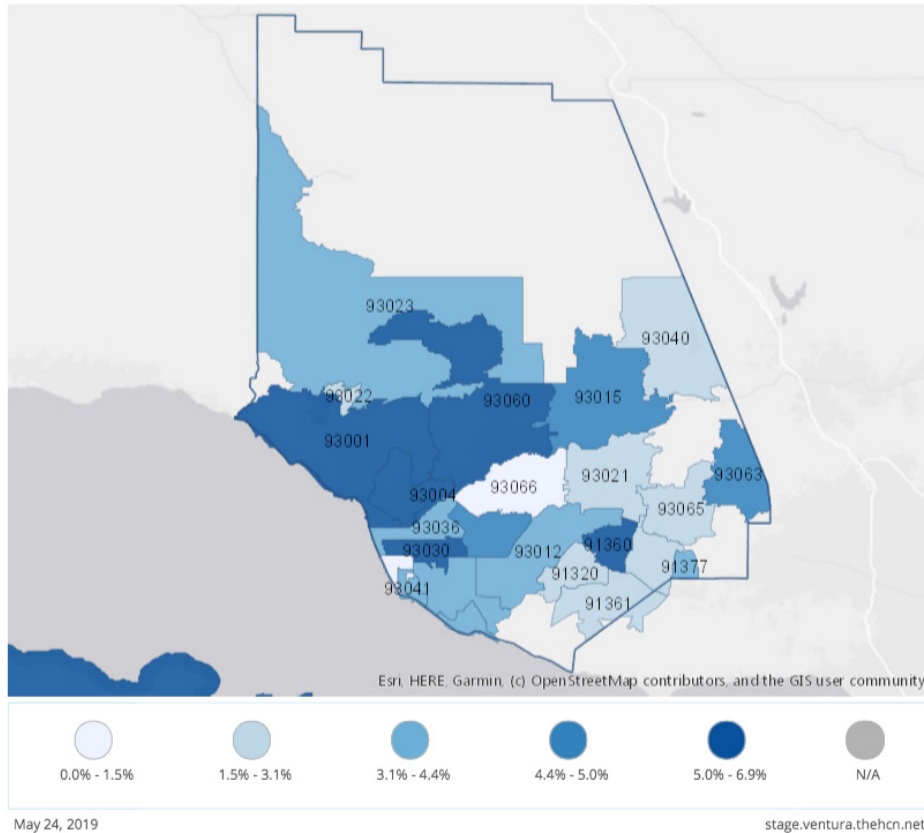 93023
93040
93022
93060
93015
93001
93004
93066
93021
93063
93065
93036
93030
93012
91360
91377
93041
91320
91361
Esri, HERE, Garmin, (c) OpenStreetMap contributors, and the GIS user community
0.0% - 1.5%
1.5% - 3.1%
3.1% - 4.4%
4.4% - 5.0%
5.0% - 6.9%
N/A
May 24, 2019
stage.ventura.thehcn.net